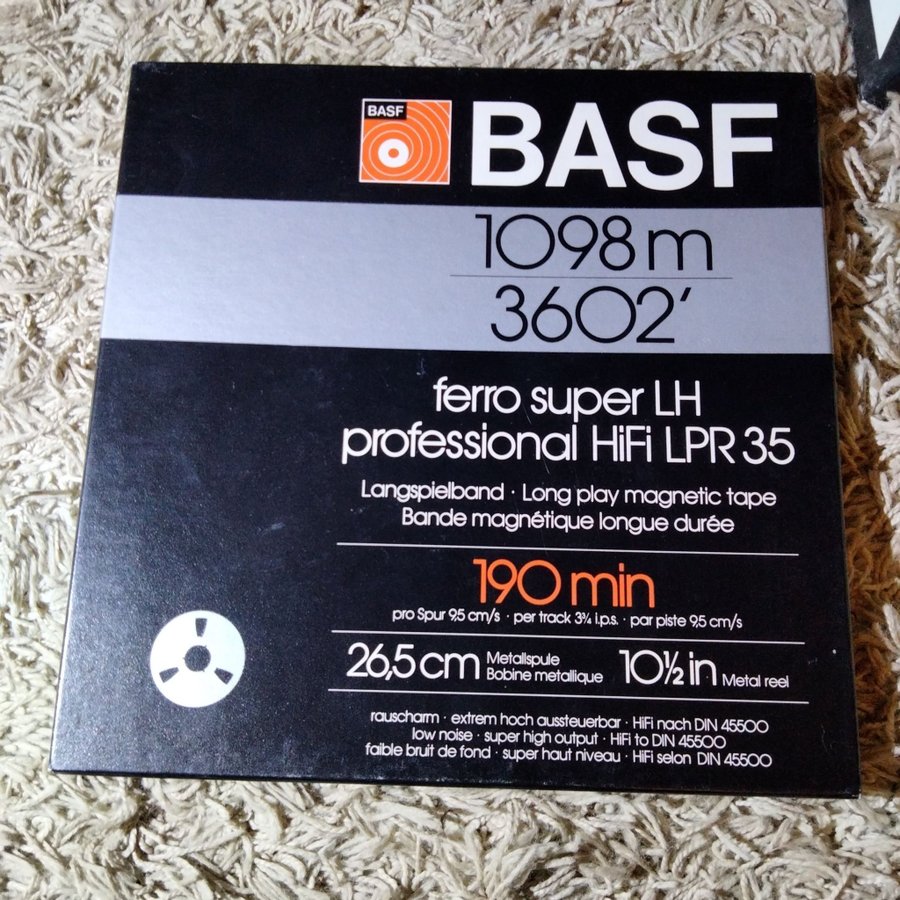 BASF
BASF
1098 m
3602'
ferro super LH
professional HiFi LPR 35
Langspielband · Long play magnetic tape
Bande magnétique longue durée
190 min
pro Spur 9,5 cm/s · per track 3¾ i.p.s. · par piste 9,5 cm/s
26,5 cm Metallspule
Bobine metallique
10½ in Metal reel
rauscharm · extrem hoch aussteuerbar · HiFi nach DIN 45500
low noise · super high output · HiFi to DIN 45500
faible bruit de fond · super haut niveau · HiFi selon DIN 45500